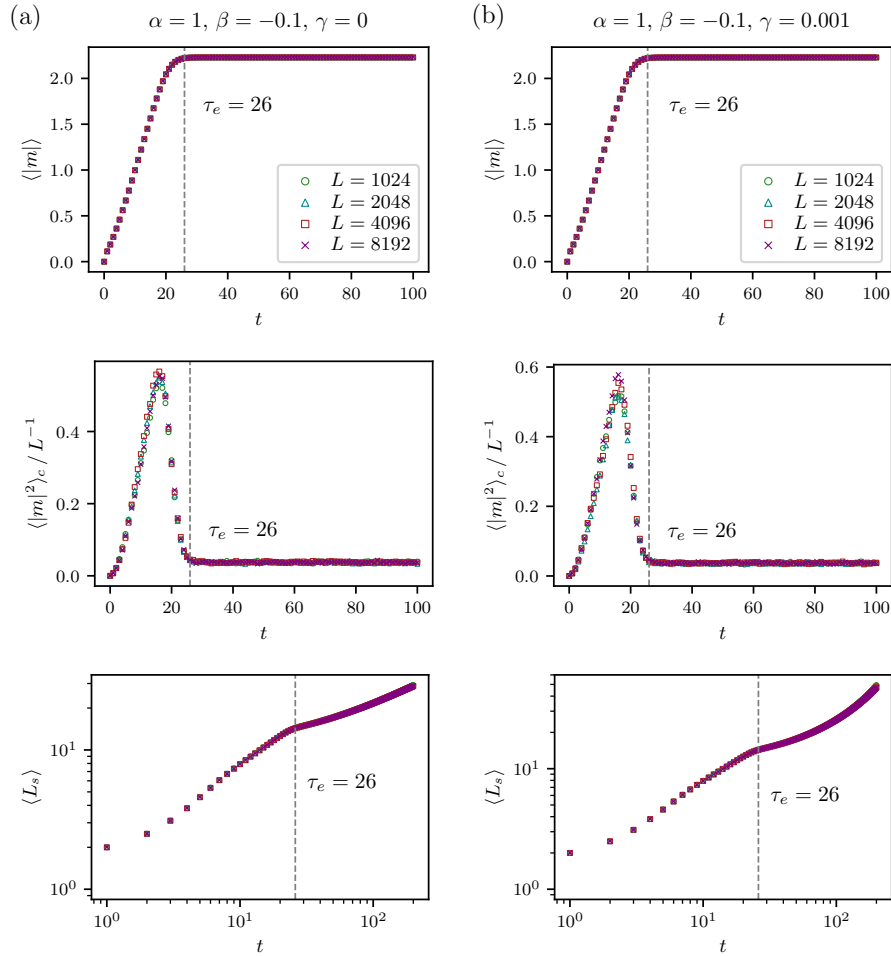 (a)
α = 1, β = −0.1, γ = 0
⟨|m|⟩
2.0
1.5
1.0
0.5
0.0
τe = 26
L = 1024
L = 2048
L = 4096
L = 8192
0 20 40 60 80 100
t
⟨|m|²⟩c / L⁻¹
0.4
0.2
0.0
τe = 26
0 20 40 60 80 100
t
⟨Ls⟩
10¹
10⁰
τe = 26
10⁰ 10¹ 10²
t
(b)
α = 1, β = −0.1, γ = 0.001
⟨|m|⟩
2.0
1.5
1.0
0.5
0.0
τe = 26
L = 1024
L = 2048
L = 4096
L = 8192
0 20 40 60 80 100
t
⟨|m|²⟩c / L⁻¹
0.6
0.4
0.2
0.0
τe = 26
0 20 40 60 80 100
t
⟨Ls⟩
10¹
10⁰
τe = 26
10⁰ 10¹ 10²
t